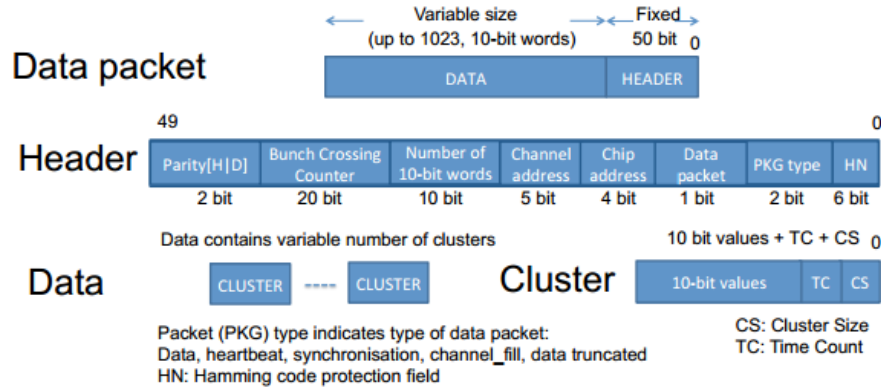 Variable size
Fixed
(up to 1023, 10-bit words)
50 bit
0
Data packet
DATA
HEADER
49
0
Header
Parity[H|D]
Bunch Crossing Counter
Number of 10-bit words
Channel address
Chip address
Data packet
PKG type
HN
2 bit
20 bit
10 bit
5 bit
4 bit
1 bit
2 bit
6 bit
Data contains variable number of clusters
10 bit values + TC + CS
0
Data
CLUSTER
----
CLUSTER
Cluster
10-bit values
TC
CS
Packet (PKG) type indicates type of data packet:
Data, heartbeat, synchronisation, channel_fill, data truncated
HN: Hamming code protection field
CS: Cluster Size
TC: Time Count